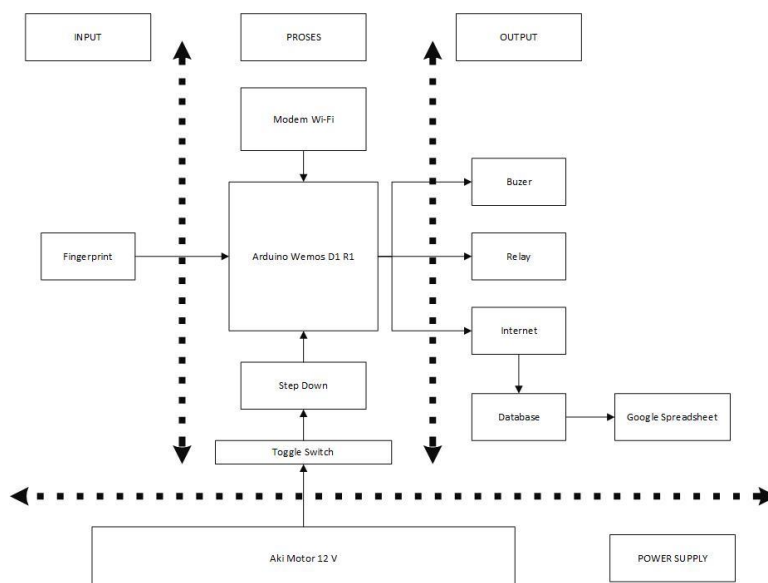 INPUT
PROSES
OUTPUT
Modem Wi-Fi
Buzer
Fingerprint
Arduino Wemos D1 R1
Relay
Internet
Step Down
Database
Google Spreadsheet
Toggle Switch
Aki Motor 12 V
POWER SUPPLY